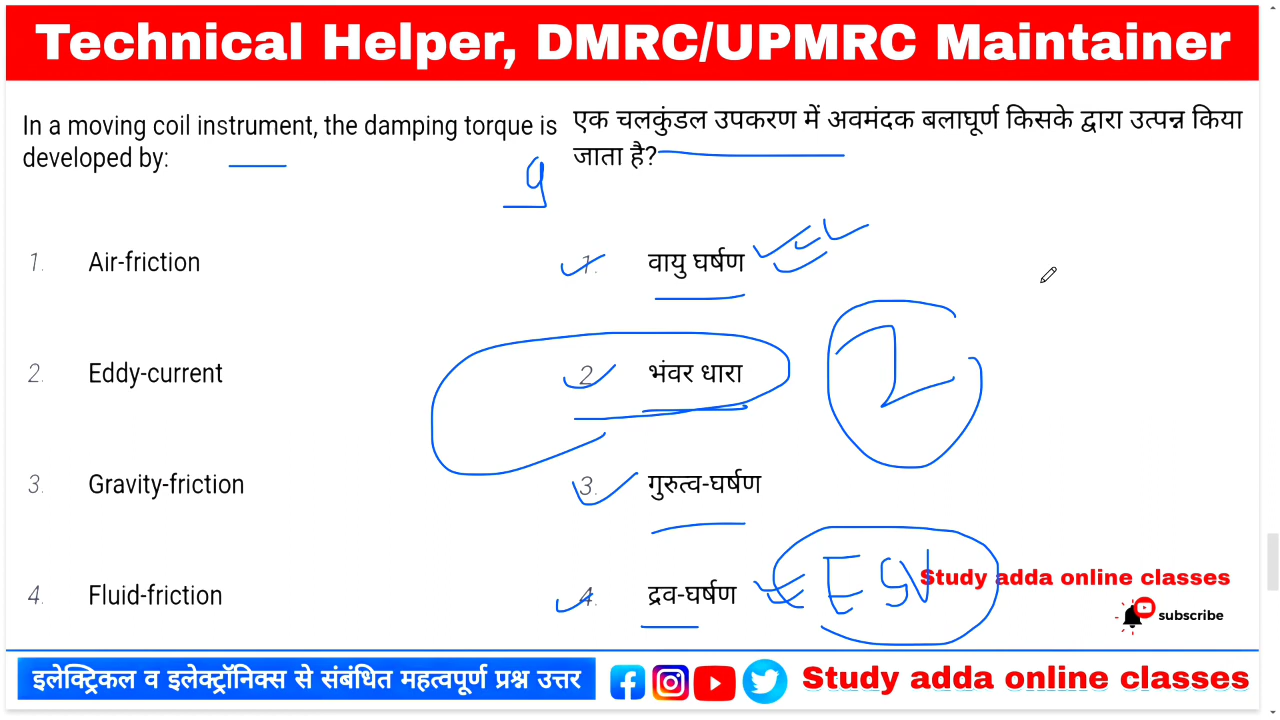 Technical Helper, DMRC/UPMRC Maintainer
In a moving coil instrument, the damping torque is
developed by:
एक चलकुंडल उपकरण में अवमंदक बलाघूर्ण किसके द्वारा उत्पन्न किया
जाता है?
9
1. Air-friction
1. वायु घर्षण
2. Eddy-current
2 भंवर धारा
2
3. Gravity-friction
3. गुरुत्व-घर्षण
4. Fluid-friction
4. द्रव-घर्षण
ESV
Study adda online classes
subscribe
इलेक्ट्रिकल व इलेक्ट्रॉनिक्स से संबंधित महत्वपूर्ण प्रश्न उत्तर
Study adda online classes